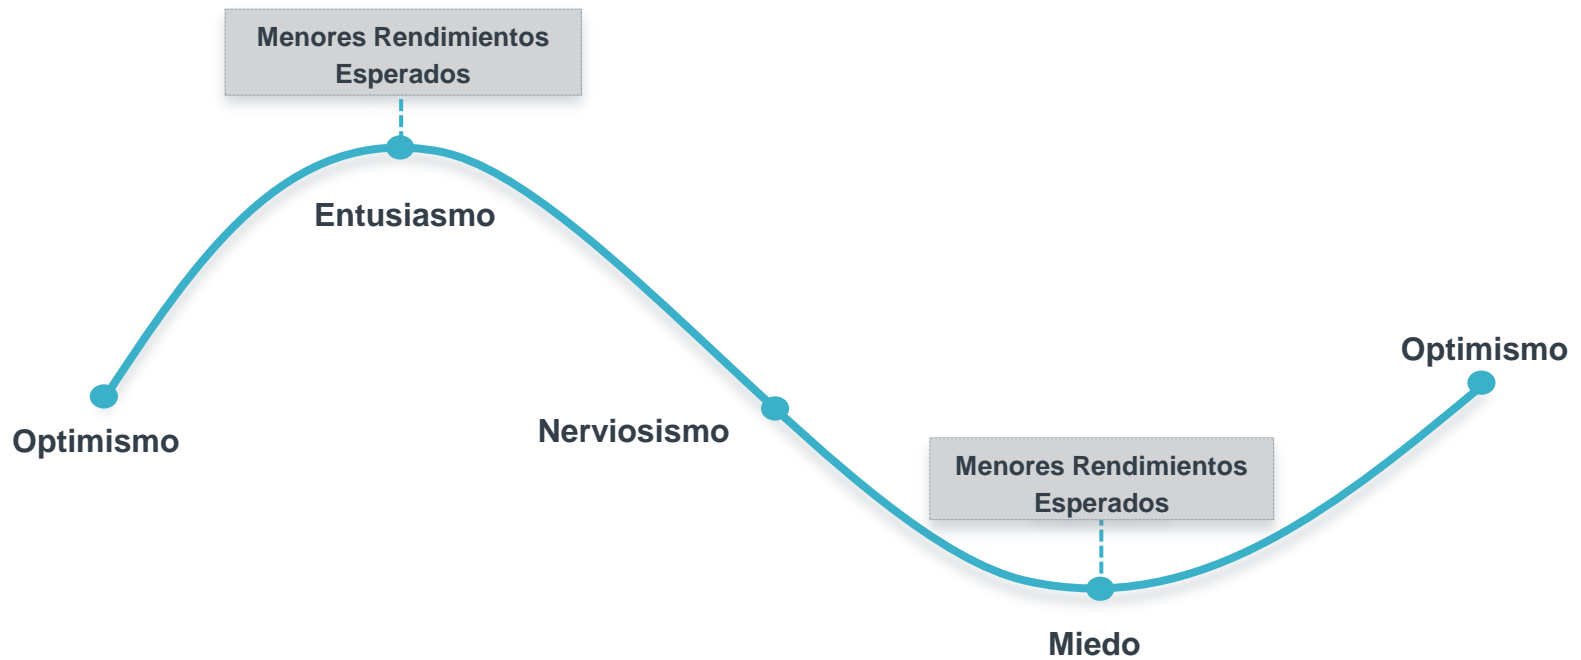 Menores Rendimientos
Esperados
Entusiasmo
Optimismo
Nerviosismo
Menores Rendimientos
Esperados
Optimismo
Miedo